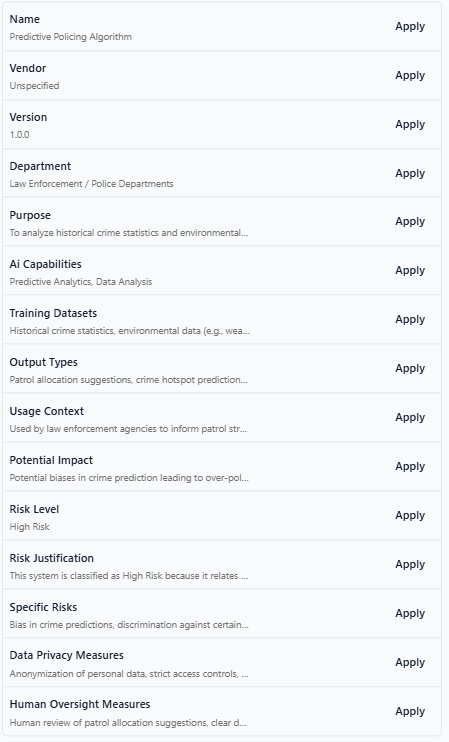 Name
Apply
Predictive Policing Algorithm
Vendor
Apply
Unspecified
Version
Apply
1.0.0
Department
Apply
Law Enforcement / Police Departments
Purpose
Apply
To analyze historical crime statistics and environmental...
Ai Capabilities
Apply
Predictive Analytics, Data Analysis
Training Datasets
Apply
Historical crime statistics, environmental data (e.g., wea...
Output Types
Apply
Patrol allocation suggestions, crime hotspot prediction...
Usage Context
Apply
Used by law enforcement agencies to inform patrol str...
Potential Impact
Apply
Potential biases in crime prediction leading to over-pol...
Risk Level
Apply
High Risk
Risk Justification
Apply
This system is classified as High Risk because it relates ...
Specific Risks
Apply
Bias in crime predictions, discrimination against certain...
Data Privacy Measures
Apply
Anonymization of personal data, strict access controls, ...
Human Oversight Measures
Apply
Human review of patrol allocation suggestions, clear d...